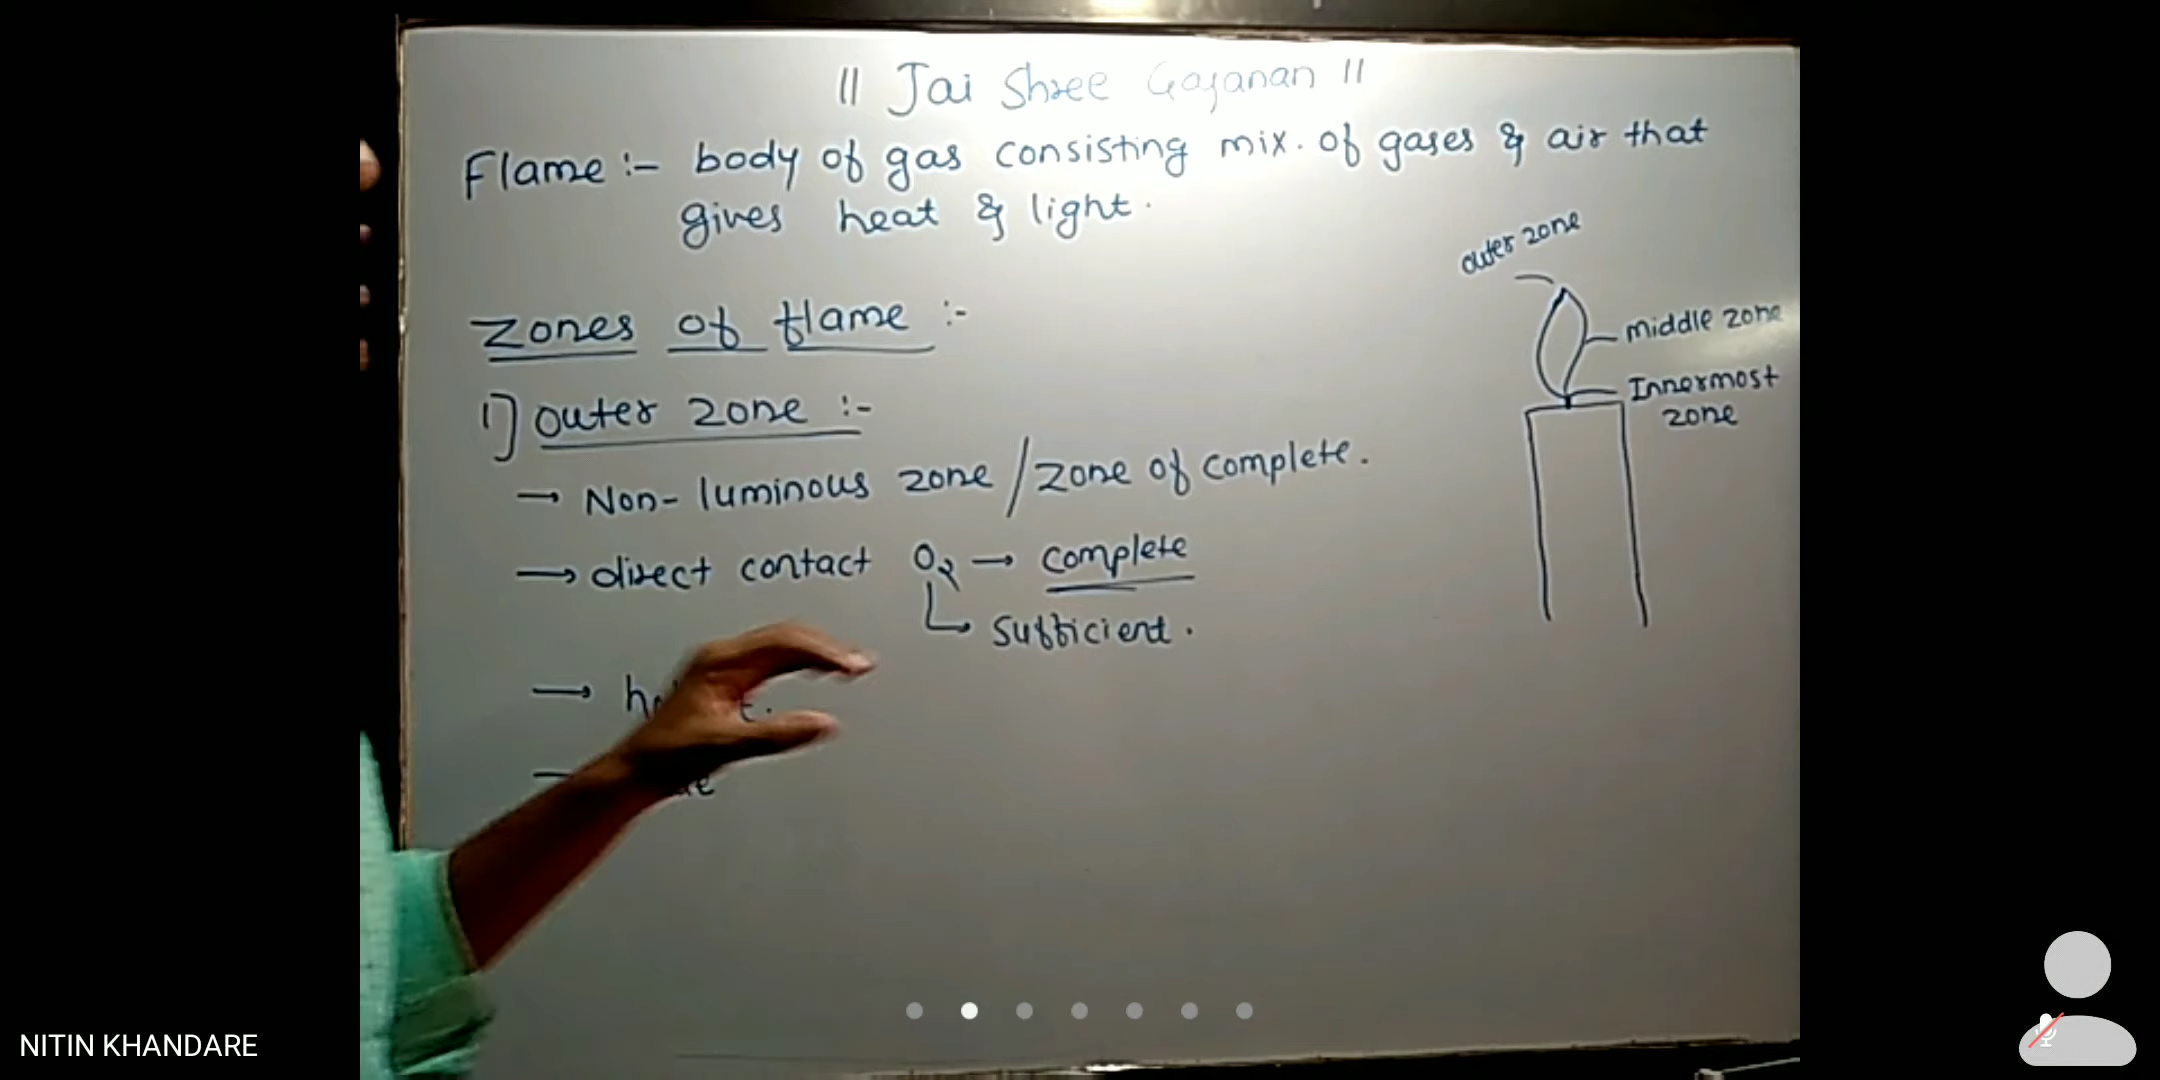 || Jai Shree Gajanan ||
Flame :- body of gas consisting mix. of gases & air that
gives heat & light.
outer zone
Zones of flame :-
middle zone
Innermost
zone
1] outer zone :-
→ Non-luminous zone / zone of complete.
→ direct contact O₂ → complete
↳ sufficient.
→
NITIN KHANDARE